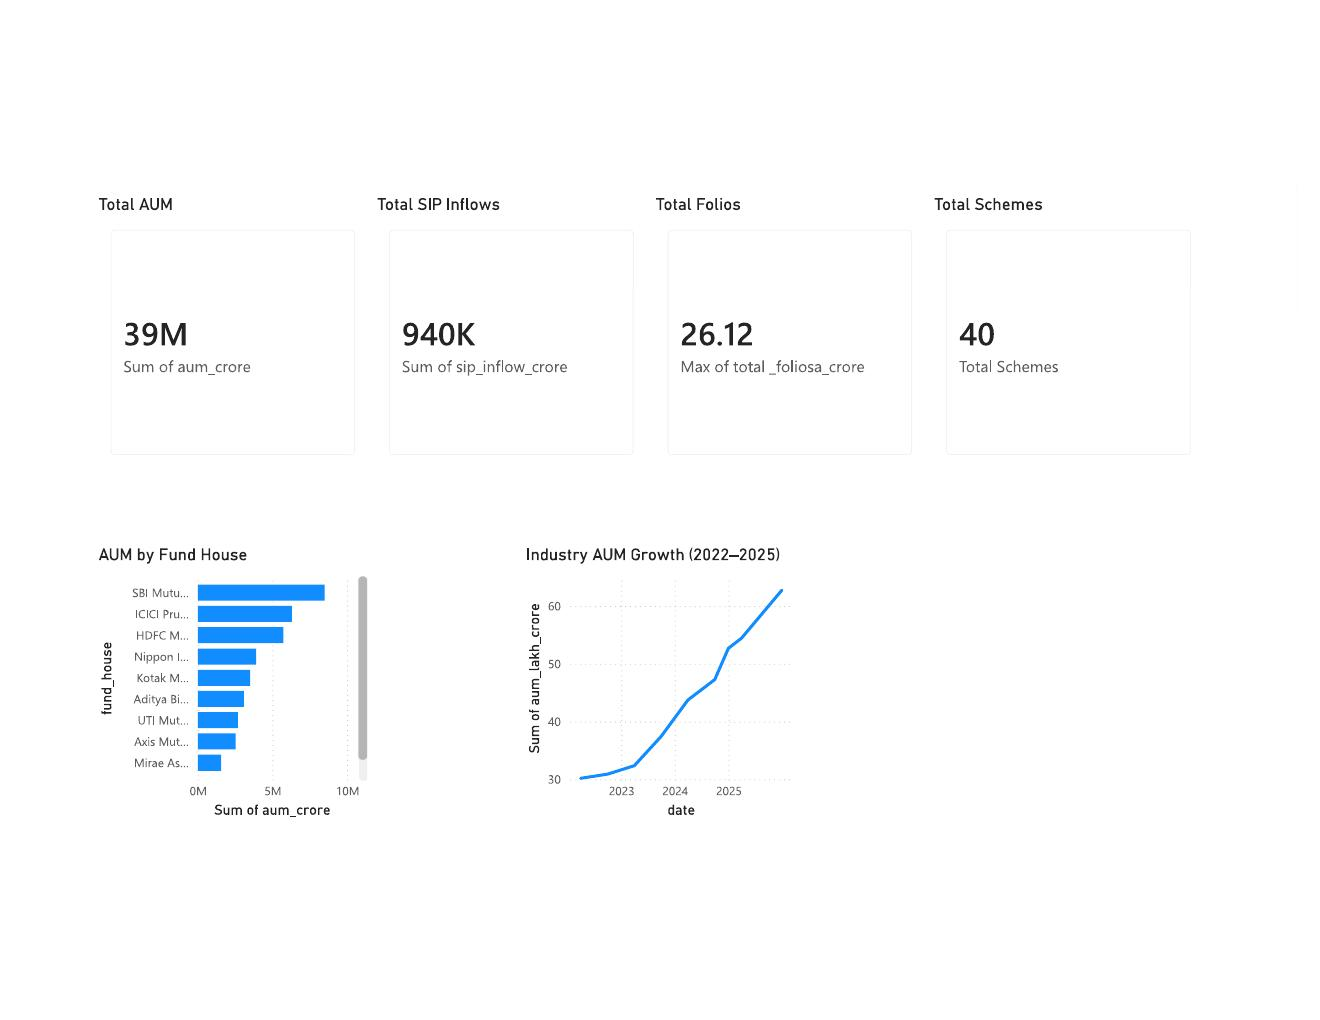 Total AUM
Total SIP Inflows
Total Folios
Total Schemes
39M
Sum of aum_crore
940K
Sum of sip_inflow_crore
26.12
Max of total _foliosa_crore
40
Total Schemes
AUM by Fund House
fund_house
SBI Mutu...
ICICI Pru...
HDFC M...
Nippon I...
Kotak M...
Aditya Bi...
UTI Mut...
Axis Mut...
Mirae As...
0M 5M 10M
Sum of aum_crore
Industry AUM Growth (2022–2025)
Sum of aum_lakh_crore
60
50
40
30
2023 2024 2025
date